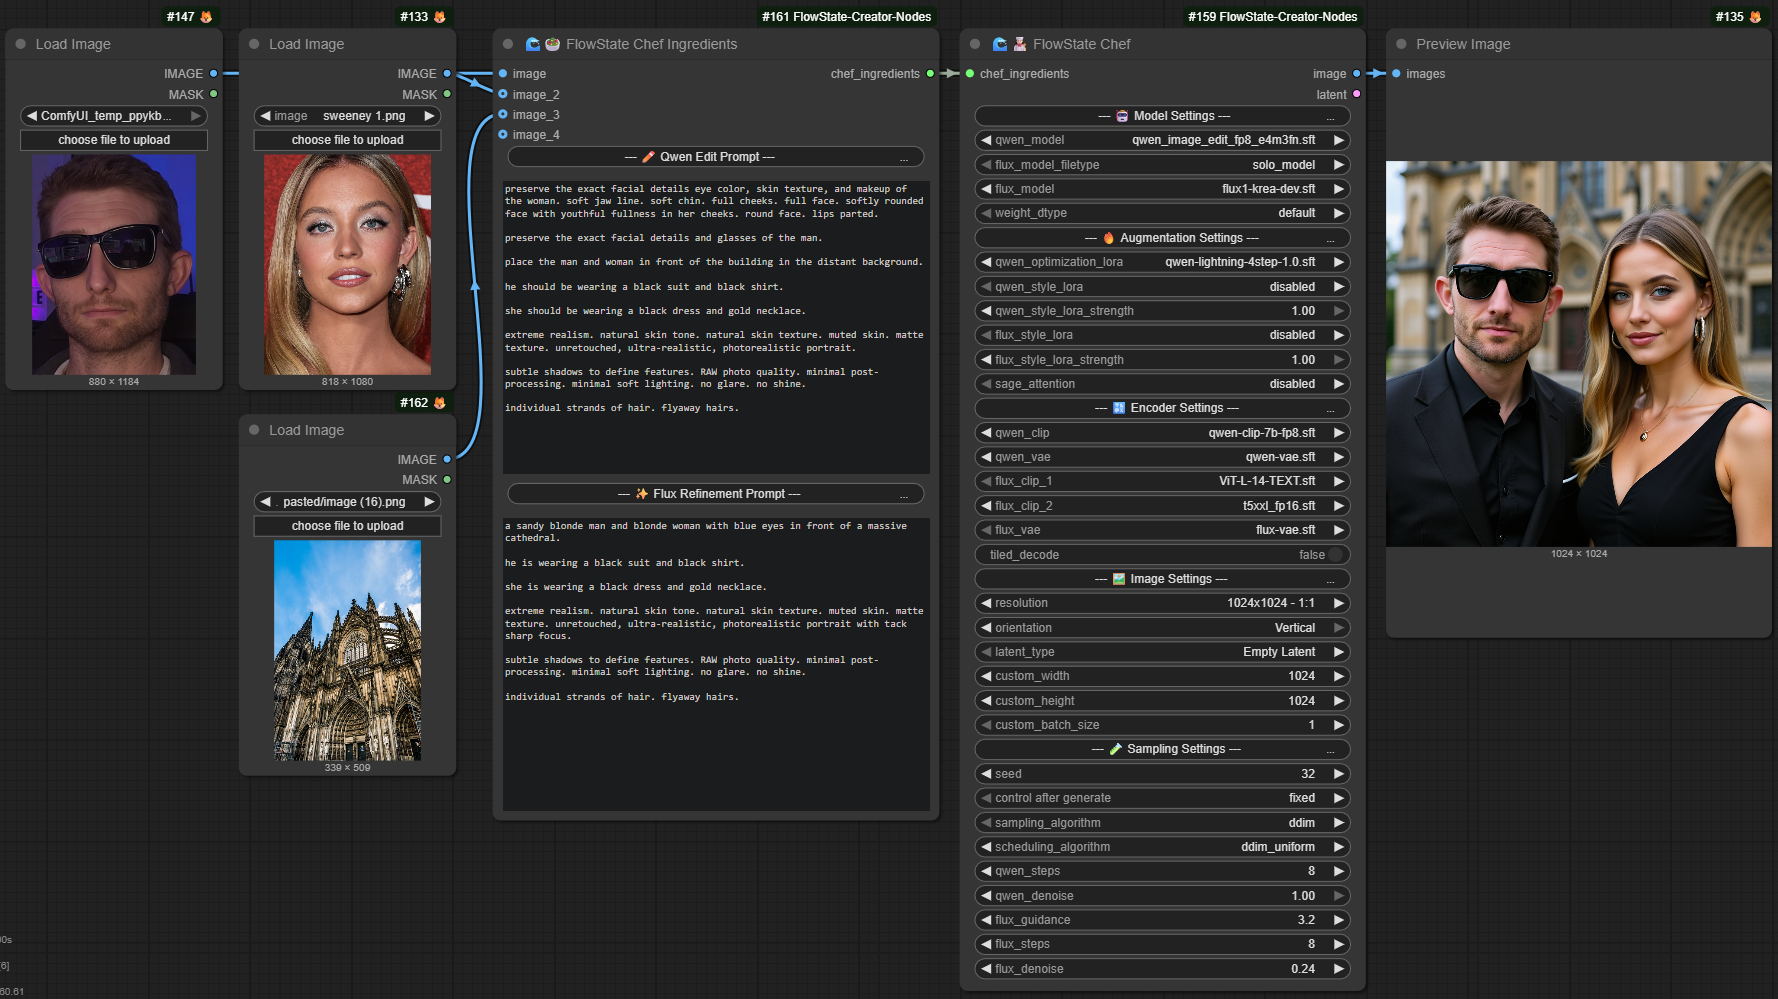 #147
Load Image
IMAGE
MASK
ComfyUI_temp_ppykb...
choose file to upload
880 × 1184
#133
Load Image
IMAGE
MASK
image sweeney 1.png
choose file to upload
818 × 1080
#162
Load Image
IMAGE
MASK
. pasted/image (16).png
choose file to upload
339 × 509
#161 FlowState-Creator-Nodes
FlowState Chef Ingredients
image
chef_ingredients
image_2
image_3
image_4
--- Qwen Edit Prompt ---
...
preserve the exact facial details eye color, skin texture, and makeup of
the woman. soft jaw line. soft chin. full cheeks. full face. softly rounded
face with youthful fullness in her cheeks. round face. lips parted.
preserve the exact facial details and glasses of the man.
place the man and woman in front of the building in the distant background.
he should be wearing a black suit and black shirt.
she should be wearing a black dress and gold necklace.
extreme realism. natural skin tone. natural skin texture. muted skin. matte
texture. unretouched, ultra-realistic, photorealistic portrait.
subtle shadows to define features. RAW photo quality. minimal post-
processing. minimal soft lighting. no glare. no shine.
individual strands of hair. flyaway hairs.
--- Flux Refinement Prompt ---
...
a sandy blonde man and blonde woman with blue eyes in front of a massive
cathedral.
he is wearing a black suit and black shirt.
she is wearing a black dress and gold necklace.
extreme realism. natural skin tone. natural skin texture. muted skin. matte
texture. unretouched, ultra-realistic, photorealistic portrait with tack
sharp focus.
subtle shadows to define features. RAW photo quality. minimal post-
processing. minimal soft lighting. no glare. no shine.
individual strands of hair. flyaway hairs.
#159 FlowState-Creator-Nodes
FlowState Chef
chef_ingredients
image
latent
--- Model Settings ---
...
qwen_model qwen_image_edit_fp8_e4m3fn.sft
flux_model_filetype solo_model
flux_model flux1-krea-dev.sft
weight_dtype default
--- Augmentation Settings ---
...
qwen_optimization_lora qwen-lightning-4step-1.0.sft
qwen_style_lora disabled
qwen_style_lora_strength 1.00
flux_style_lora disabled
flux_style_lora_strength 1.00
sage_attention disabled
--- Encoder Settings ---
...
qwen_clip qwen-clip-7b-fp8.sft
qwen_vae qwen-vae.sft
flux_clip_1 ViT-L-14-TEXT.sft
flux_clip_2 t5xxl_fp16.sft
flux_vae flux-vae.sft
tiled_decode false
--- Image Settings ---
...
resolution 1024x1024 - 1:1
orientation Vertical
latent_type Empty Latent
custom_width 1024
custom_height 1024
custom_batch_size 1
--- Sampling Settings ---
...
seed 32
control after generate fixed
sampling_algorithm ddim
scheduling_algorithm ddim_uniform
qwen_steps 8
qwen_denoise 1.00
flux_guidance 3.2
flux_steps 8
flux_denoise 0.24
#135
Preview Image
images
1024 × 1024
60.61